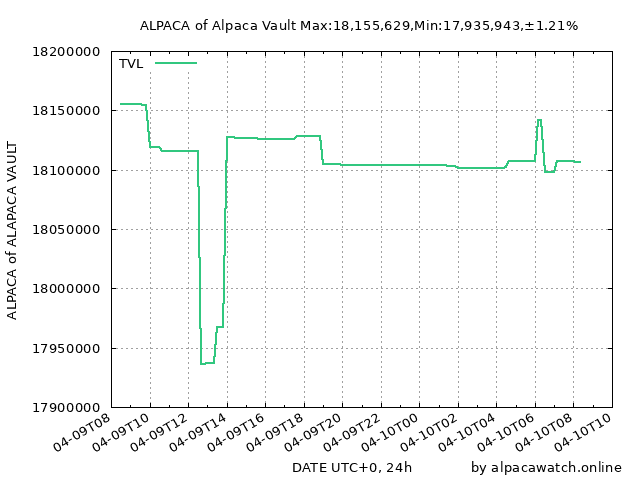 ALPACA of Alpaca Vault Max:18,155,629,Min:17,935,943,±1.21%
TVL
18200000
18150000
18100000
18050000
18000000
17950000
17900000
ALPACA of ALAPACA VAULT
04-09T08
04-09T10
04-09T12
04-09T14
04-09T16
04-09T18
04-09T20
04-09T22
04-10T00
04-10T02
04-10T04
04-10T06
04-10T08
04-10T10
DATE UTC+0, 24h
by alpacawatch.online